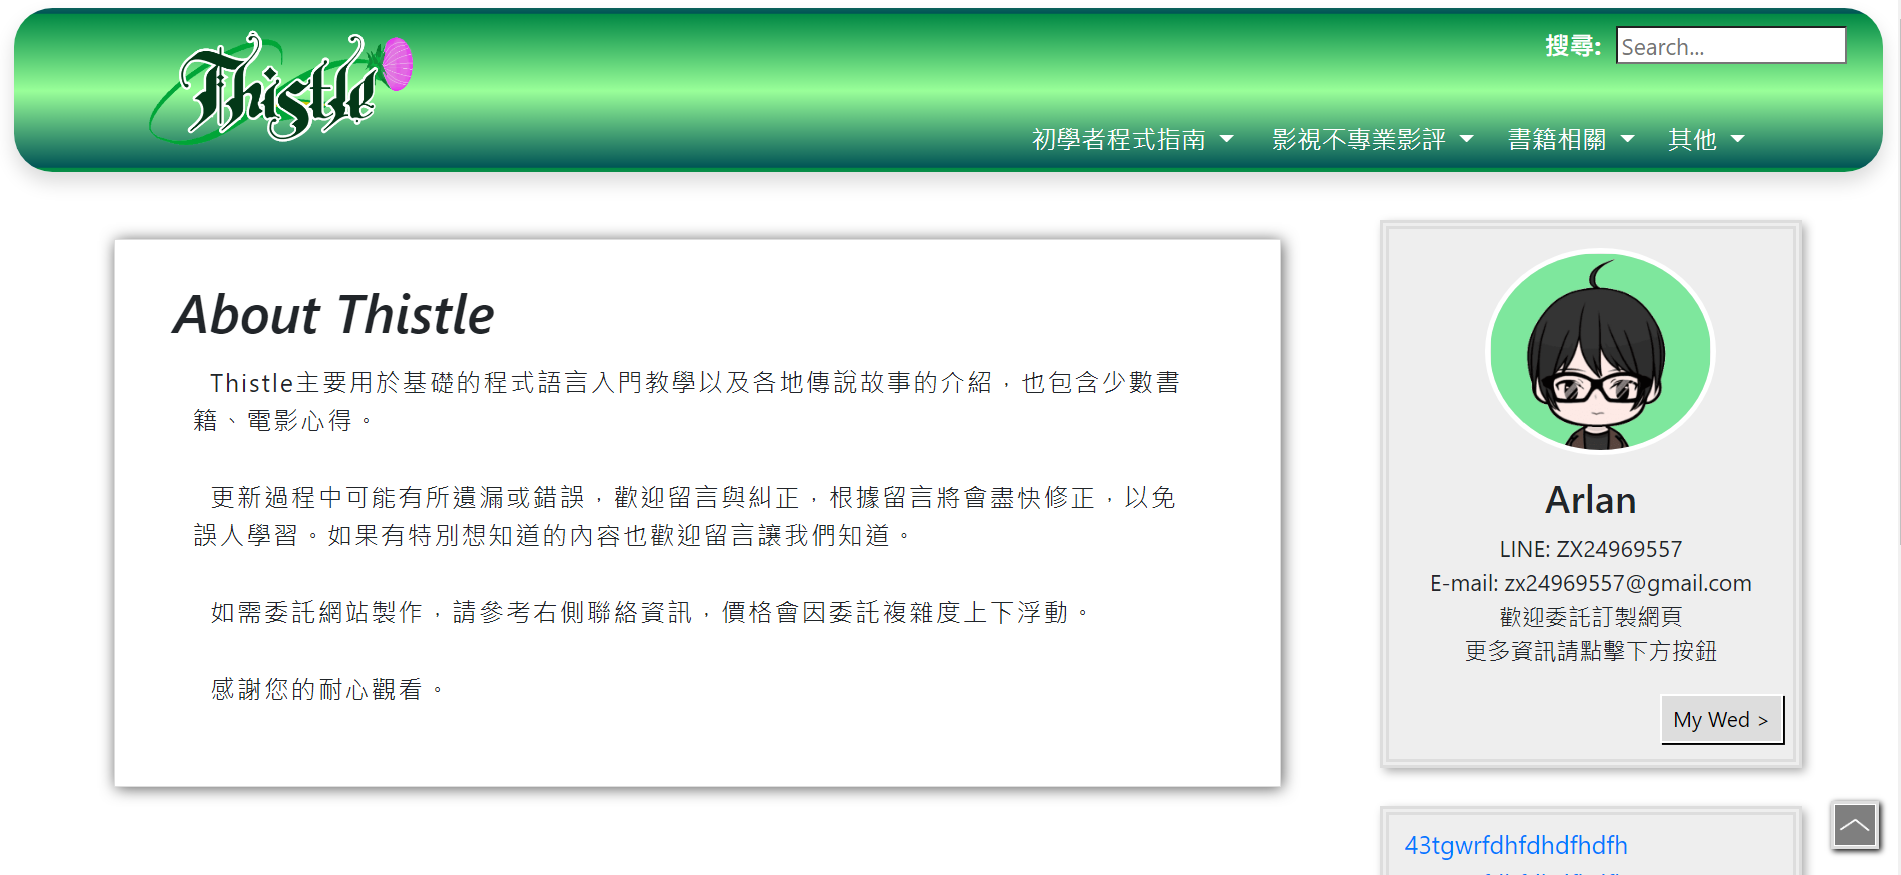 Thistle
搜尋: Search...
初學者程式指南 影視不專業影評 書籍相關 其他
About Thistle
Thistle主要用於基礎的程式語言入門教學以及各地傳說故事的介紹，也包含少數書
籍、電影心得。
更新過程中可能有所遺漏或錯誤，歡迎留言與糾正，根據留言將會盡快修正，以免
誤人學習。如果有特別想知道的內容也歡迎留言讓我們知道。
如需委託網站製作，請參考右側聯絡資訊，價格會因委託複雜度上下浮動。
感謝您的耐心觀看。
Arlan
LINE: ZX24969557
E-mail: zx24969557@gmail.com
歡迎委託訂製網頁
更多資訊請點擊下方按鈕
My Wed >
43tgwrfdhfdhdfhdfh